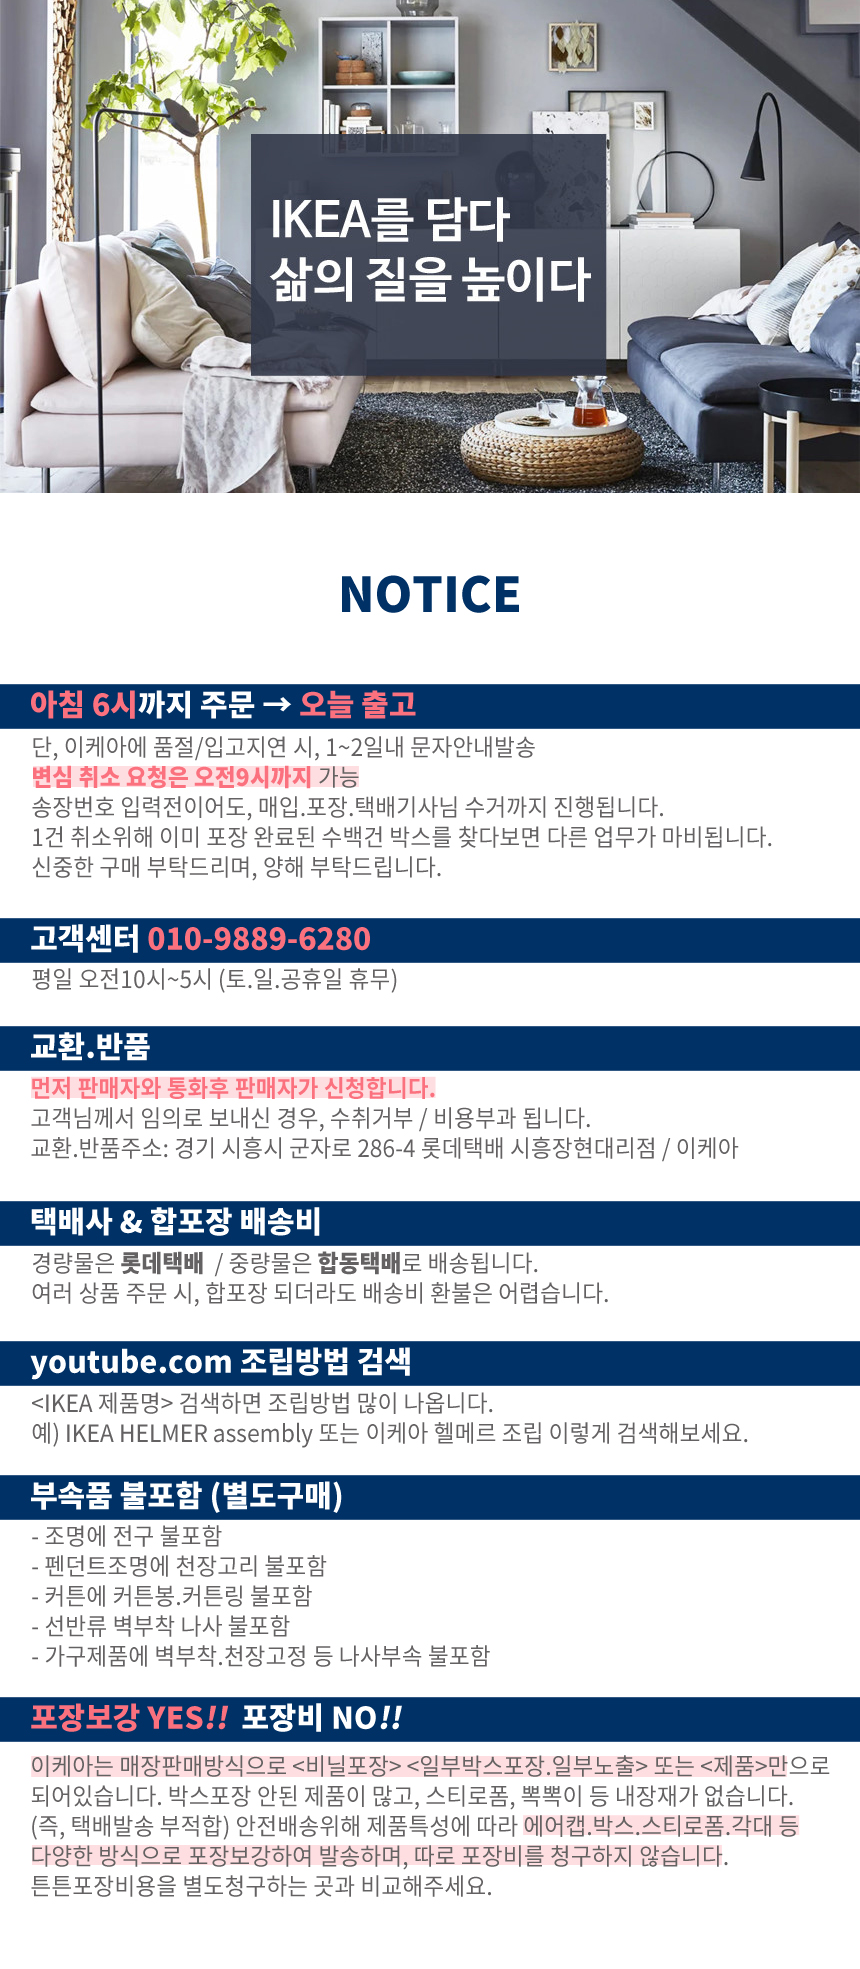 IKEA를 담다
삶의 질을 높이다
NOTICE
아침 6시까지 주문 → 오늘 출고
단, 이케아에 품절/입고지연 시, 1~2일내 문자안내발송
변심 취소 요청은 오전9시까지 가능
송장번호 입력전이어도, 매입.포장.택배기사님 수거까지 진행됩니다.
1건 취소위해 이미 포장 완료된 수백건 박스를 찾다보면 다른 업무가 마비됩니다.
신중한 구매 부탁드리며, 양해 부탁드립니다.
고객센터 010-9889-6280
평일 오전10시~5시 (토.일.공휴일 휴무)
교환.반품
먼저 판매자와 통화후 판매자가 신청합니다.
고객님께서 임의로 보내신 경우, 수취거부 / 비용부과 됩니다.
교환.반품주소: 경기 시흥시 군자로 286-4 롯데택배 시흥장현대리점 / 이케아
택배사 & 합포장 배송비
경량물은 롯데택배 / 중량물은 합동택배로 배송됩니다.
여러 상품 주문 시, 합포장 되더라도 배송비 환불은 어렵습니다.
youtube.com 조립방법 검색
<IKEA 제품명> 검색하면 조립방법 많이 나옵니다.
예) IKEA HELMER assembly 또는 이케아 헬메르 조립 이렇게 검색해보세요.
부속품 불포함 (별도구매)
- 조명에 전구 불포함
- 펜던트조명에 천장고리 불포함
- 커튼에 커튼봉.커튼링 불포함
- 선반류 벽부착 나사 불포함
- 가구제품에 벽부착.천장고정 등 나사부속 불포함
포장보강 YES!! 포장비 NO!!
이케아는 매장판매방식으로 <비닐포장> <일부박스포장.일부노출> 또는 <제품>만으로
되어있습니다. 박스포장 안된 제품이 많고, 스티로폼, 뽁뽁이 등 내장재가 없습니다.
(즉, 택배발송 부적합) 안전배송위해 제품특성에 따라 에어캡.박스.스티로폼.각대 등
다양한 방식으로 포장보강하여 발송하며, 따로 포장비를 청구하지 않습니다.
튼튼포장비용을 별도청구하는 곳과 비교해주세요.